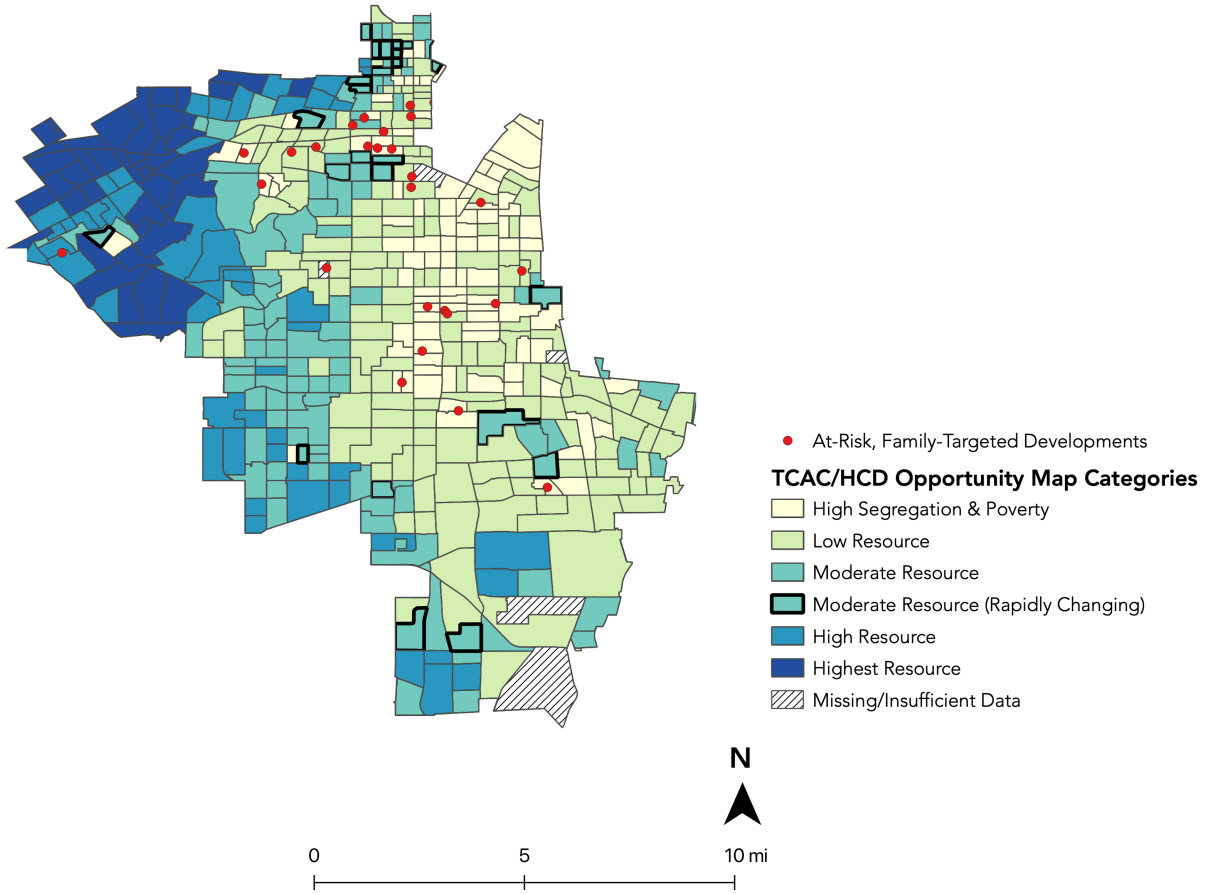 At-Risk, Family-Targeted Developments
TCAC/HCD Opportunity Map Categories
High Segregation & Poverty
Low Resource
Moderate Resource
Moderate Resource (Rapidly Changing)
High Resource
Highest Resource
Missing/Insufficient Data
N
0 5 10 mi